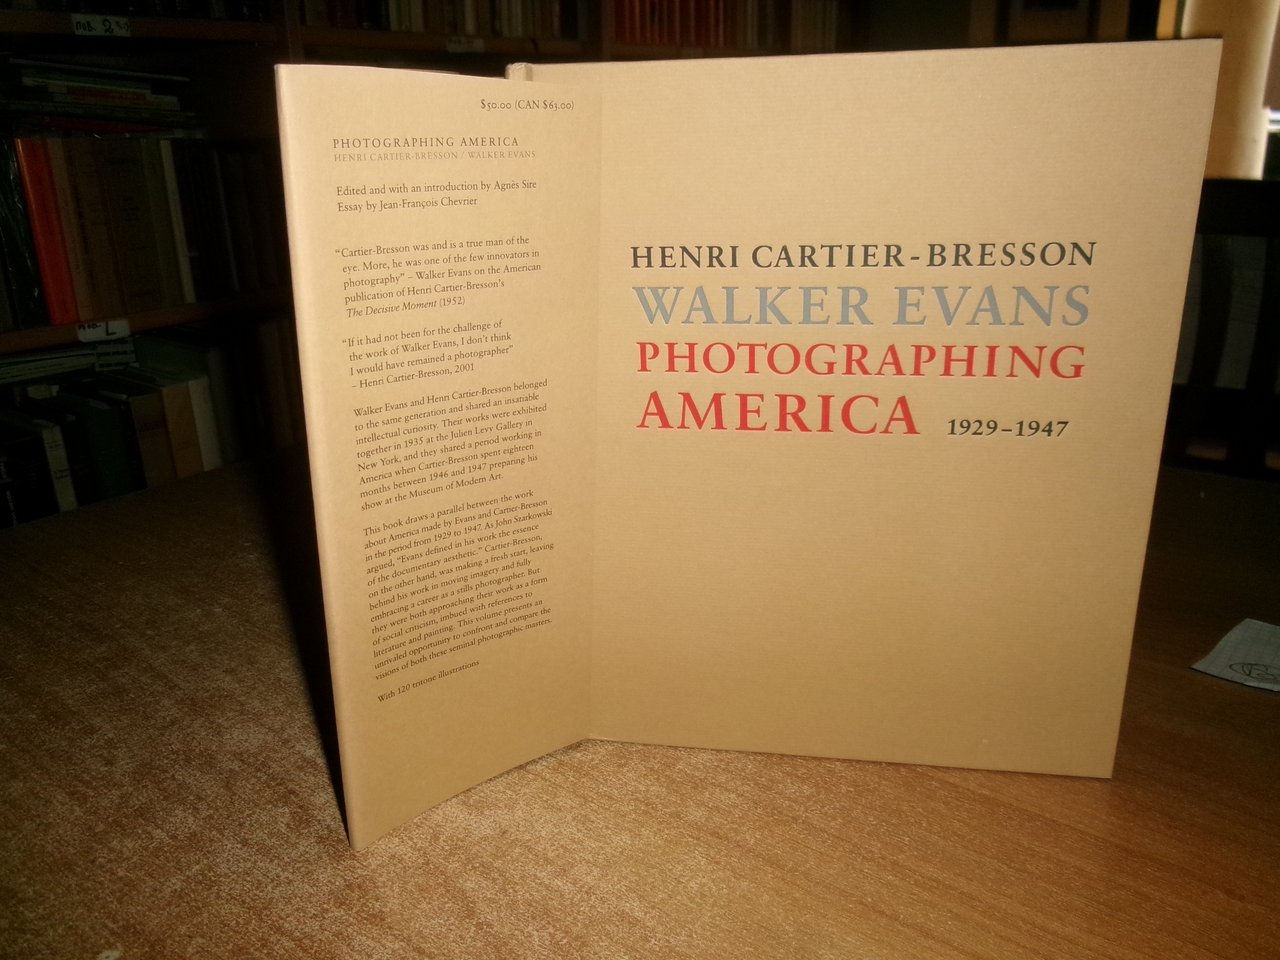 $50.00 (CAN $63.00)
PHOTOGRAPHING AMERICA
HENRI CARTIER-BRESSON / WALKER EVANS
Edited and with an introduction by Agnès Sire
Essay by Jean-François Chevrier
“Cartier-Bresson was and is a true man of the
eye. More, he was one of the few innovators in
photography” – Walker Evans on the American
publication of Henri Cartier-Bresson’s
The Decisive Moment (1952)
“If it had not been for the challenge of
the work of Walker Evans, I don’t think
I would have remained a photographer”
– Henri Cartier-Bresson, 2001
Walker Evans and Henri Cartier-Bresson belonged
to the same generation and shared an insatiable
intellectual curiosity. Their works were exhibited
together in 1935 at the Julien Levy Gallery in
New York, and they shared a period working in
America when Cartier-Bresson spent eighteen
months between 1946 and 1947 preparing his
show at the Museum of Modern Art.
This book draws a parallel between the work
about America made by Evans and Cartier-Bresson
in the period from 1929 to 1947. As John Szarkowski
argued, “Evans defined in his work the essence
of the documentary aesthetic.” Cartier-Bresson,
on the other hand, was making a fresh start, leaving
behind his work in moving imagery and fully
embracing a career as a stills photographer. But
they were both approaching their work as a form
of social criticism, imbued with references to
literature and painting. This volume presents an
unrivaled opportunity to confront and compare the
visions of both these seminal photographic masters.
With 120 tritone illustrations
HENRI CARTIER-BRESSON
WALKER EVANS
PHOTOGRAPHING
AMERICA 1929–1947